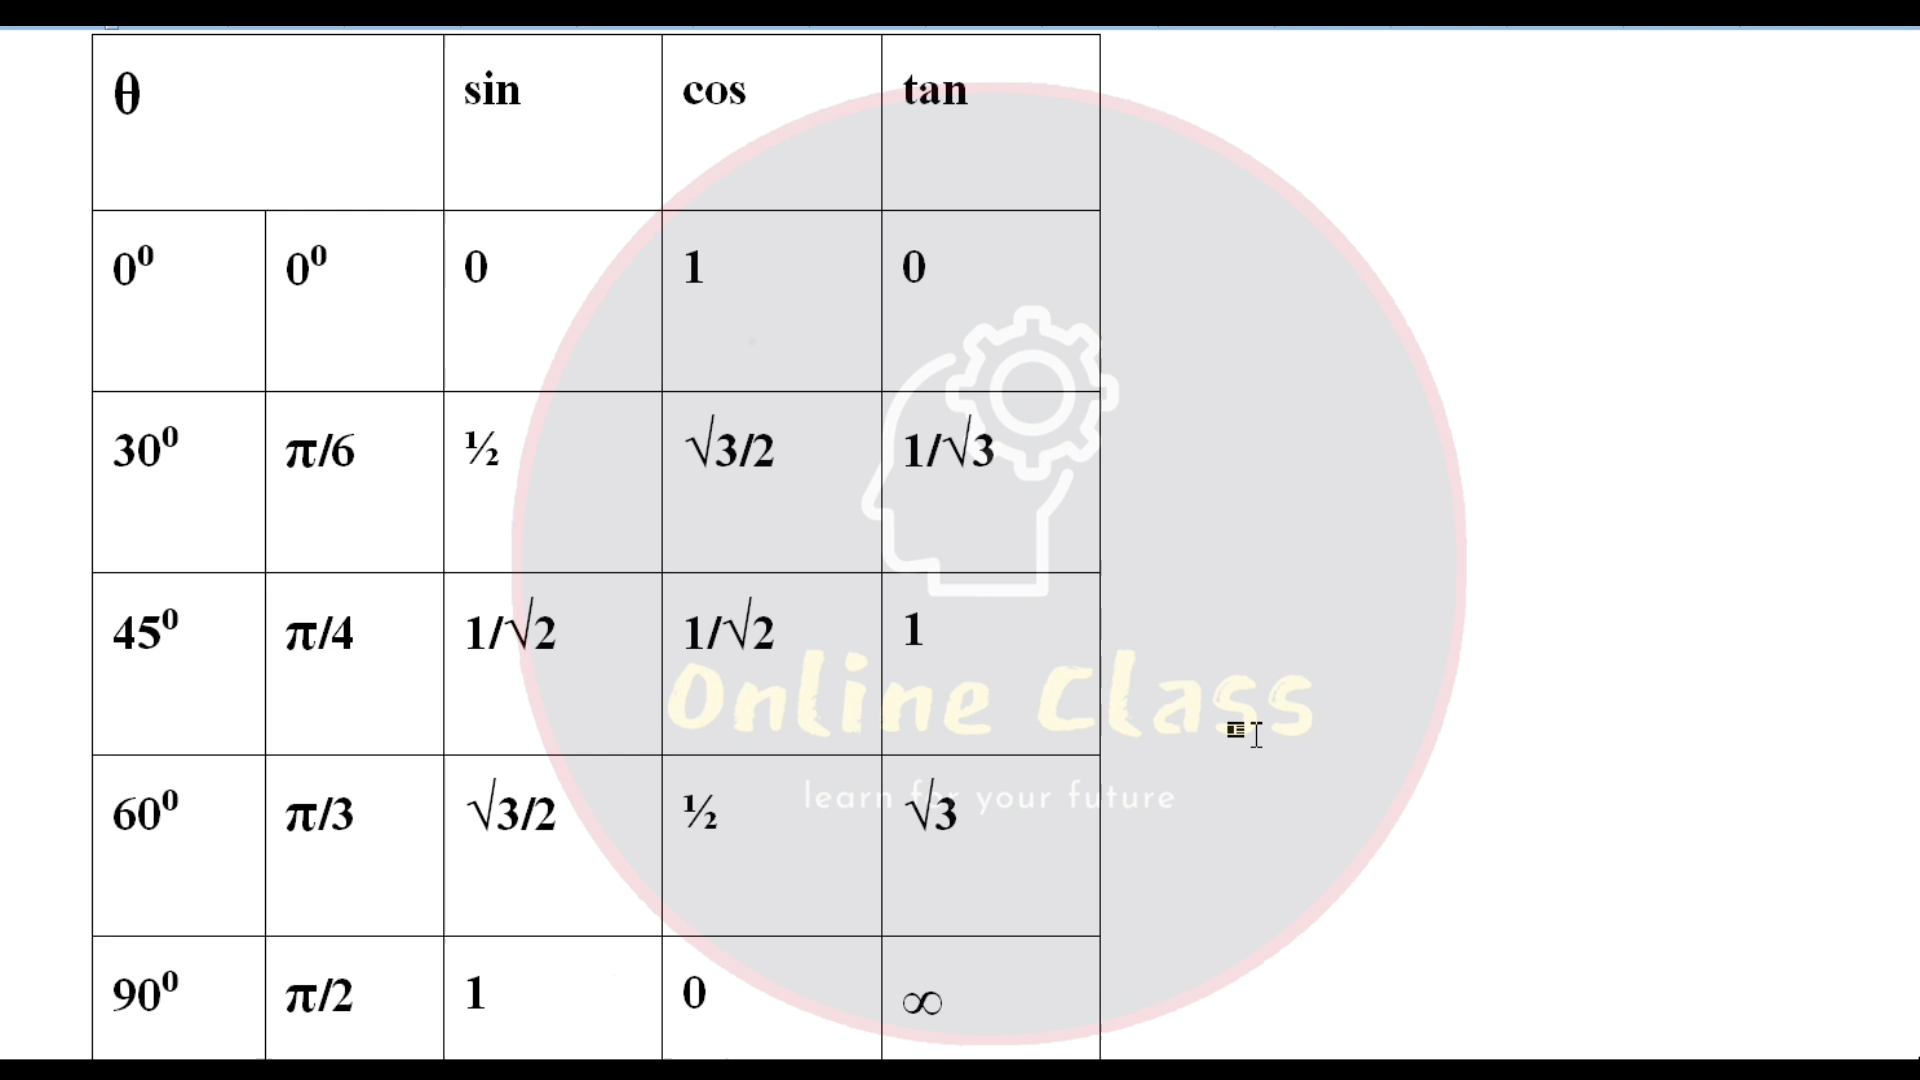 θ sin cos tan
0⁰ 0⁰ 0 1 0
30⁰ π/6 ½ √3/2 1/√3
45⁰ π/4 1/√2 1/√2 1
Online Class
learn for your future
60⁰ π/3 √3/2 ½ √3
90⁰ π/2 1 0 ∞